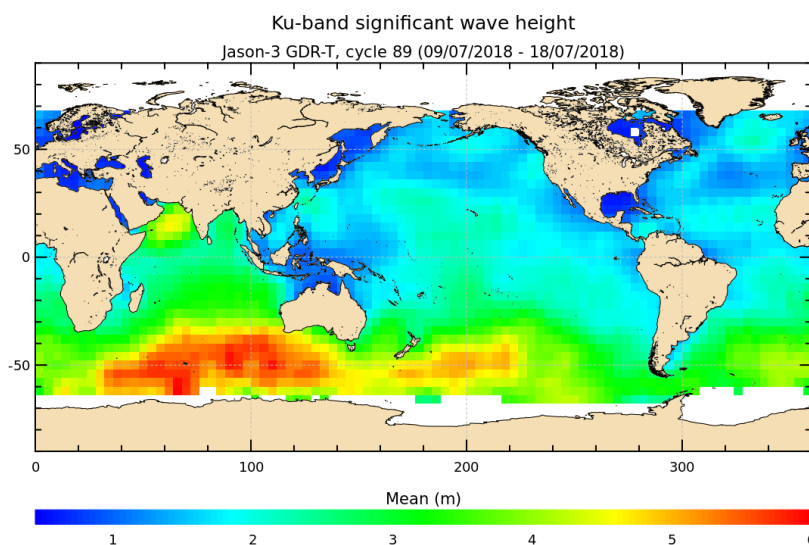 Ku-band significant wave height
Jason-3 GDR-T, cycle 89 (09/07/2018 - 18/07/2018)
50
0
-50
0 100 200 300
Mean (m)
1 2 3 4 5 6